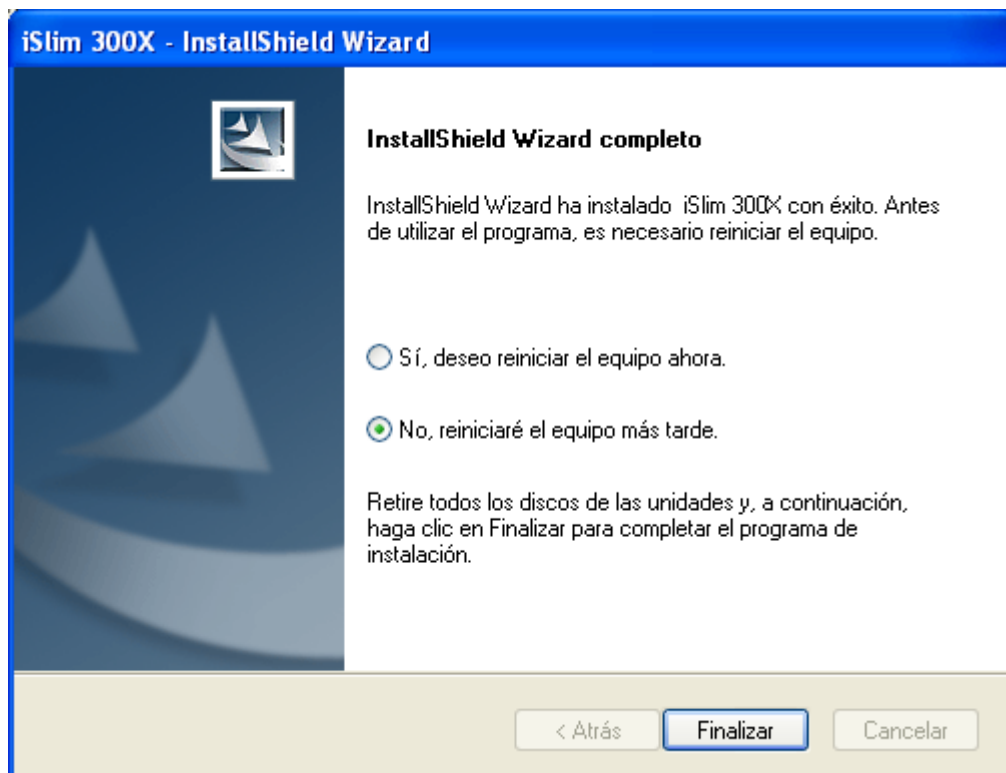 iSlim 300X - InstallShield Wizard
InstallShield Wizard completo
InstallShield Wizard ha instalado  iSlim 300X con éxito. Antes
de utilizar el programa, es necesario reiniciar el equipo.
Sí, deseo reiniciar el equipo ahora.
No, reiniciaré el equipo más tarde.
Retire todos los discos de las unidades y, a continuación,
haga clic en Finalizar para completar el programa de
instalación.
< Atrás Finalizar Cancelar